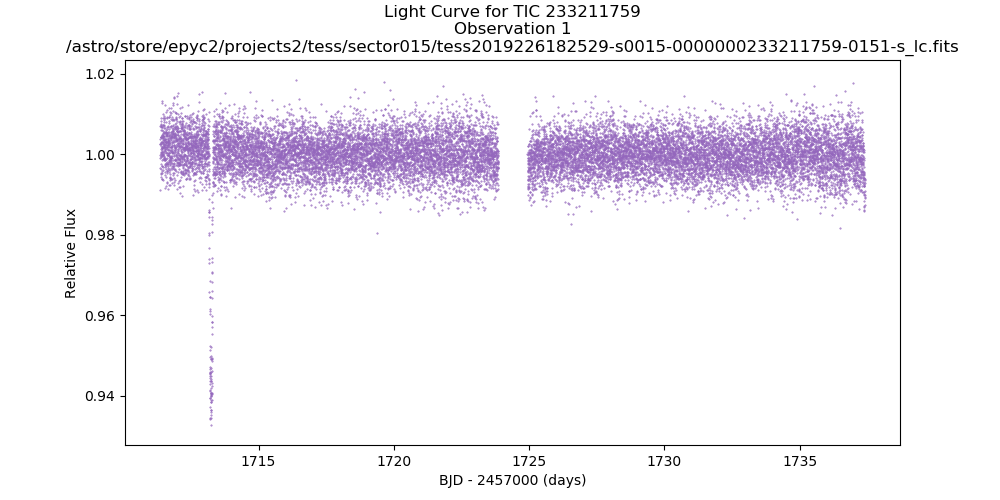 Light Curve for TIC 233211759
Observation 1
/astro/store/epyc2/projects2/tess/sector015/tess2019226182529-s0015-0000000233211759-0151-s_lc.fits
1.02
1.00
0.98
0.96
0.94
Relative Flux
1715
1720
1725
1730
1735
BJD - 2457000 (days)